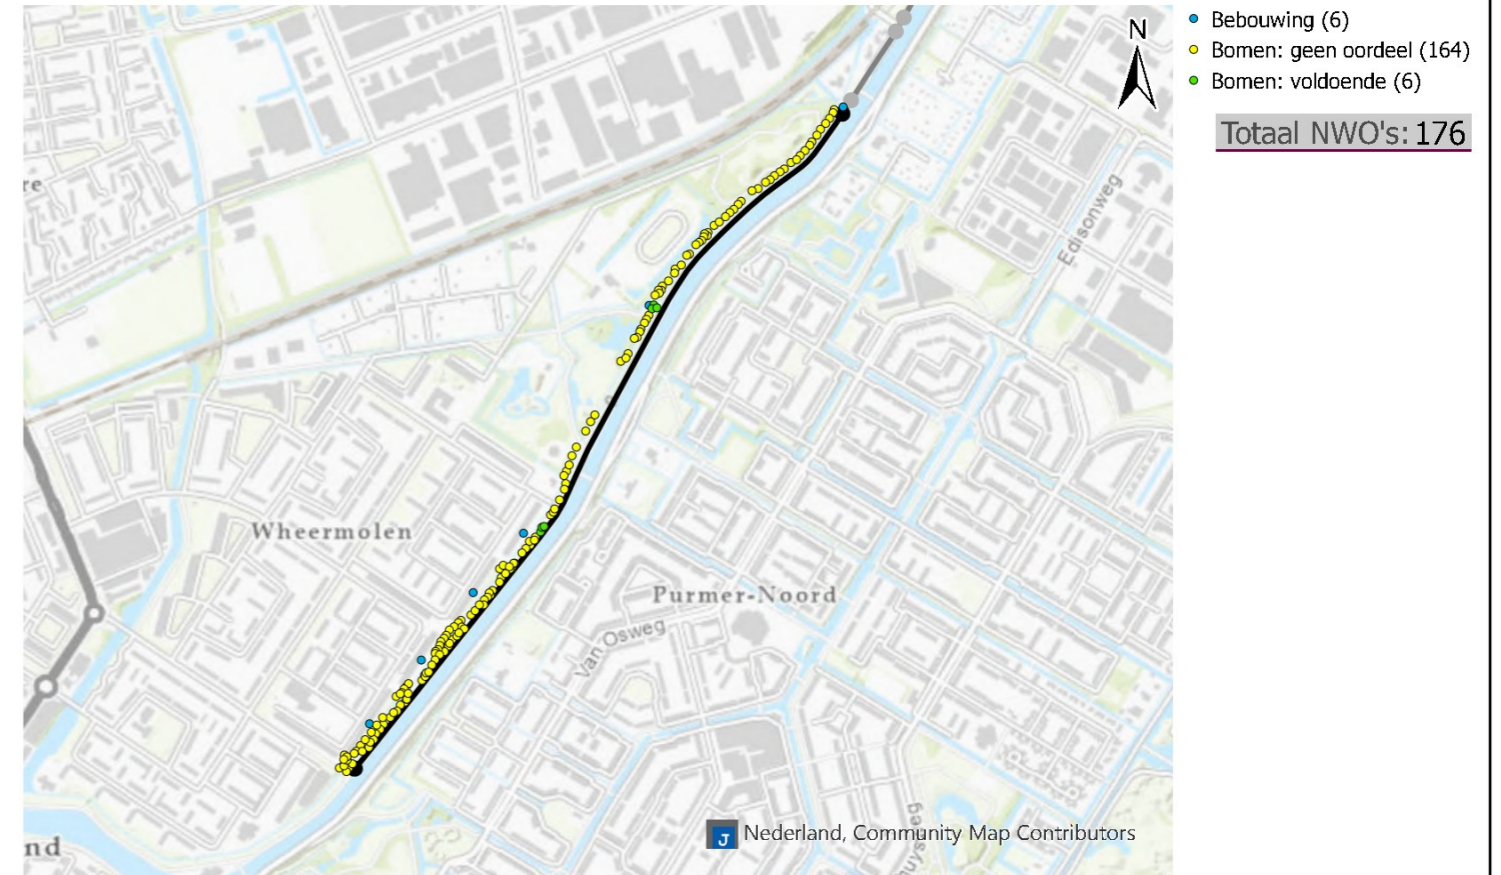 Bebouwing (6)
N
Bomen: geen oordeel (164)
Bomen: voldoende (6)
Totaal NWO's: 176
re
Edisonweg
Wheermolen
Purmer-Noord
Van Osweg
J Nederland, Community Map Contributors
nd